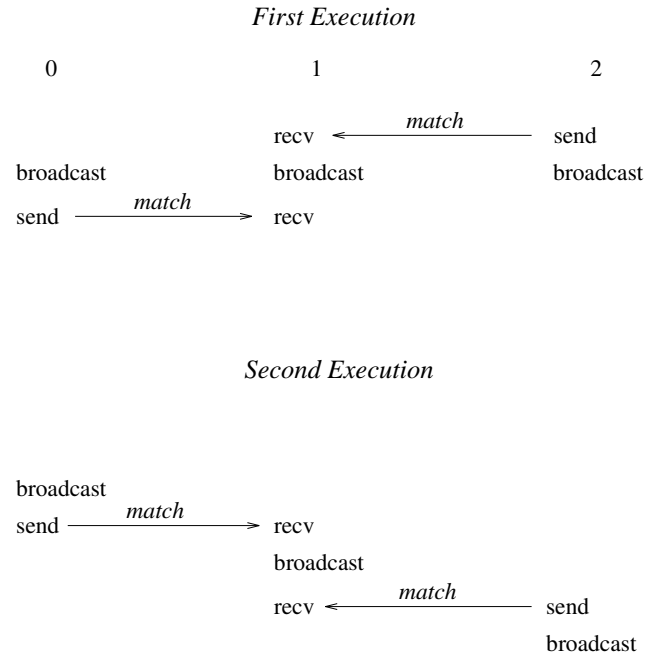 First Execution
0 1 2
recv match send
broadcast broadcast broadcast
send match recv
Second Execution
broadcast
send match recv
broadcast
recv match send
broadcast